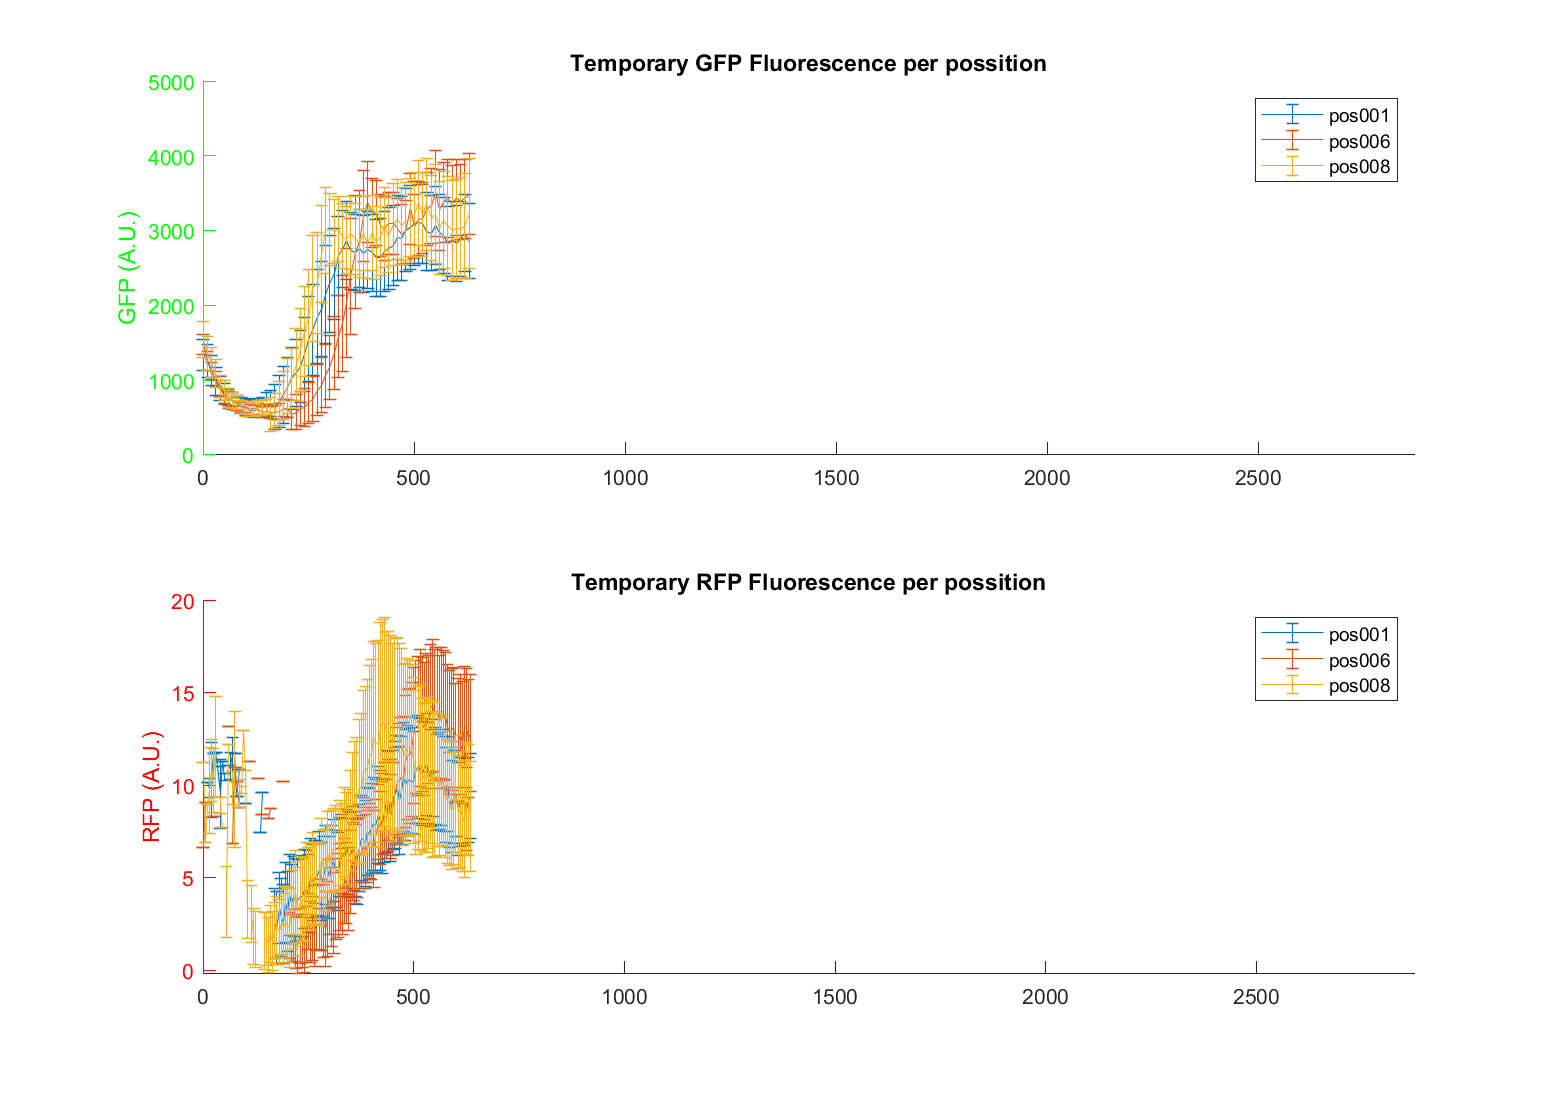 Temporary GFP Fluorescence per possition
5000
4000
3000
2000
1000
0
GFP (A.U.)
pos001
pos006
pos008
0 500 1000 1500 2000 2500
Temporary RFP Fluorescence per possition
20
15
10
5
0
RFP (A.U.)
pos001
pos006
pos008
0 500 1000 1500 2000 2500